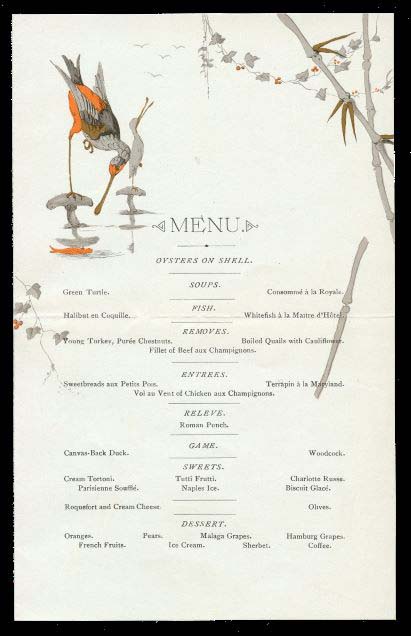 MENU.
OYSTERS ON SHELL.
SOUPS.
Green Turtle. Consommé à la Royale.
FISH.
Halibut en Coquille. Whitefish à la Maitre d'Hôtel.
REMOVES.
Young Turkey, Purée Chestnuts. Boiled Quails with Cauliflower.
Fillet of Beef aux Champignons.
ENTREES.
Sweetbreads aux Petits Pois. Terrapin à la Maryland.
Vol au Vent of Chicken aux Champignons.
RELEVE.
Roman Punch.
GAME.
Canvas-Back Duck. Woodcock.
SWEETS.
Cream Tortoni. Tutti Frutti. Charlotte Russe.
Parisienne Soufflé. Naples Ice. Biscuit Glacé.
Roquefort and Cream Cheese. Olives.
DESSERT.
Oranges. Pears. Malaga Grapes. Hamburg Grapes.
French Fruits. Ice Cream. Sherbet. Coffee.